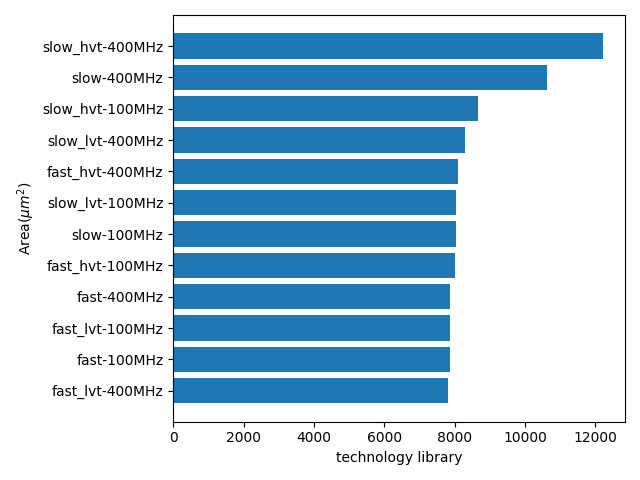 slow_hvt-400MHz
slow-400MHz
slow_hvt-100MHz
slow_lvt-400MHz
fast_hvt-400MHz
slow_lvt-100MHz
slow-100MHz
fast_hvt-100MHz
fast-400MHz
fast_lvt-100MHz
fast-100MHz
fast_lvt-400MHz
Area(μm²)
0 2000 4000 6000 8000 10000 12000
technology library